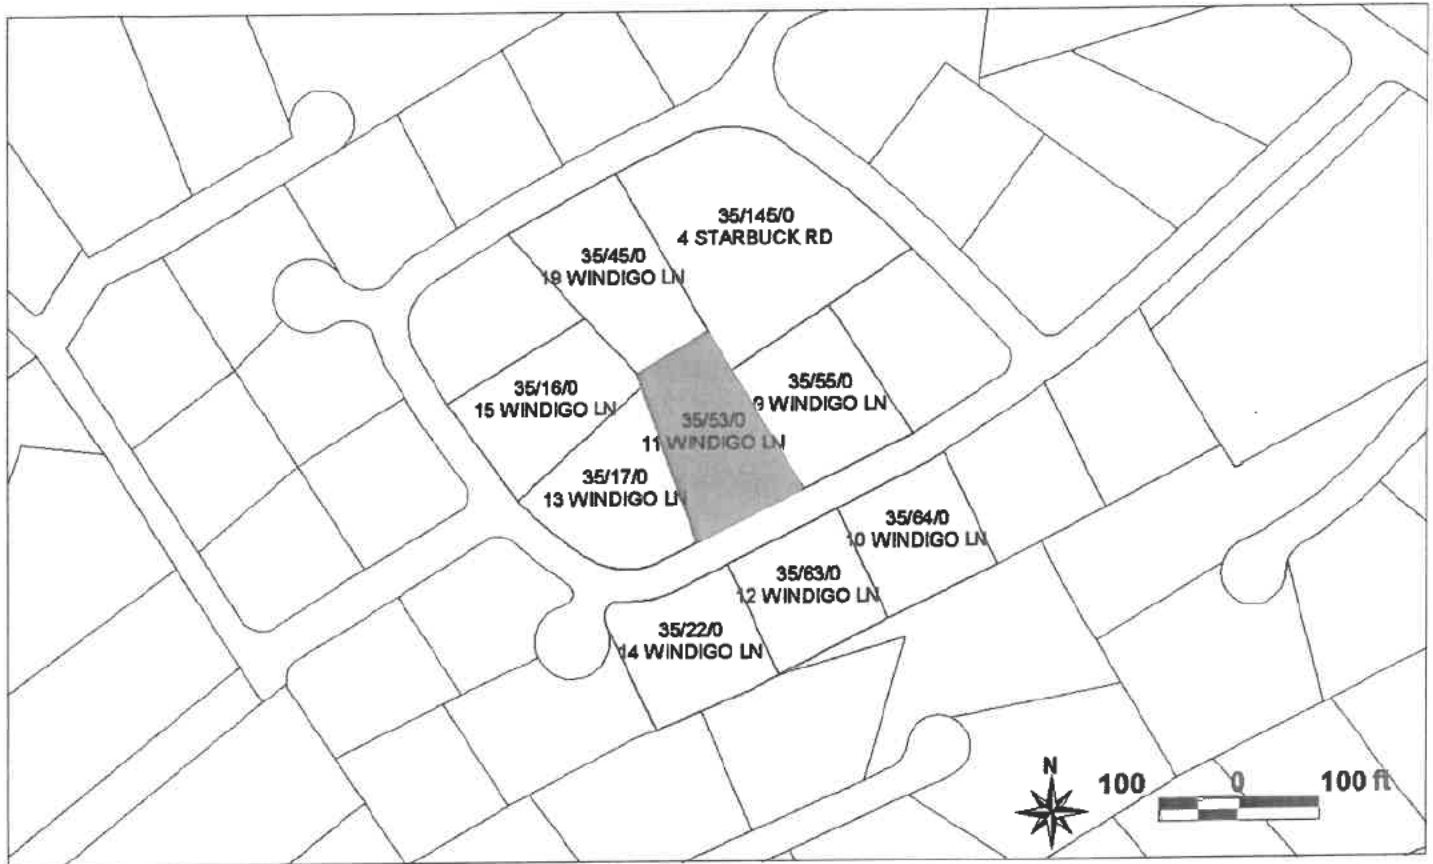 35/145/0
4 STARBUCK RD
35/45/0
19 WINDIGO LN
35/16/0
15 WINDIGO LN
35/55/0
9 WINDIGO LN
35/53/0
11 WINDIGO LN
35/17/0
13 WINDIGO LN
35/64/0
10 WINDIGO LN
35/63/0
12 WINDIGO LN
35/22/0
14 WINDIGO LN
N
100 0 100 ft